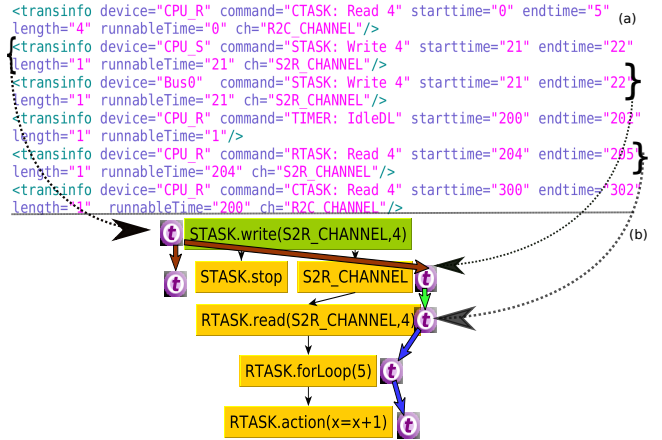 <transinfo device="CPU_R" command="CTASK: Read 4" starttime="0" endtime="5"
length="4" runnableTime="0" ch="R2C_CHANNEL"/>
(a)
<transinfo device="CPU_S" command="STASK: Write 4" starttime="21" endtime="22"
length="1" runnableTime="21" ch="S2R_CHANNEL"/>
<transinfo device="Bus0" command="STASK: Write 4" starttime="21" endtime="22"
length="1" runnableTime="21" ch="S2R_CHANNEL"/>
<transinfo device="CPU_R" command="TIMER: IdleDL" starttime="200" endtime="202"
length="1" runnableTime="1"/>
<transinfo device="CPU_R" command="RTASK: Read 4" starttime="204" endtime="205"
length="1" runnableTime="204" ch="S2R_CHANNEL"/>
<transinfo device="CPU_R" command="CTASK: Read 4" starttime="300" endtime="302"
length="1" runnableTime="200" ch="R2C_CHANNEL"/>
(b)
t STASK.write(S2R_CHANNEL,4)
t STASK.stop S2R_CHANNEL t
RTASK.read(S2R_CHANNEL,4) t
RTASK.forLoop(5) t
RTASK.action(x=x+1) t